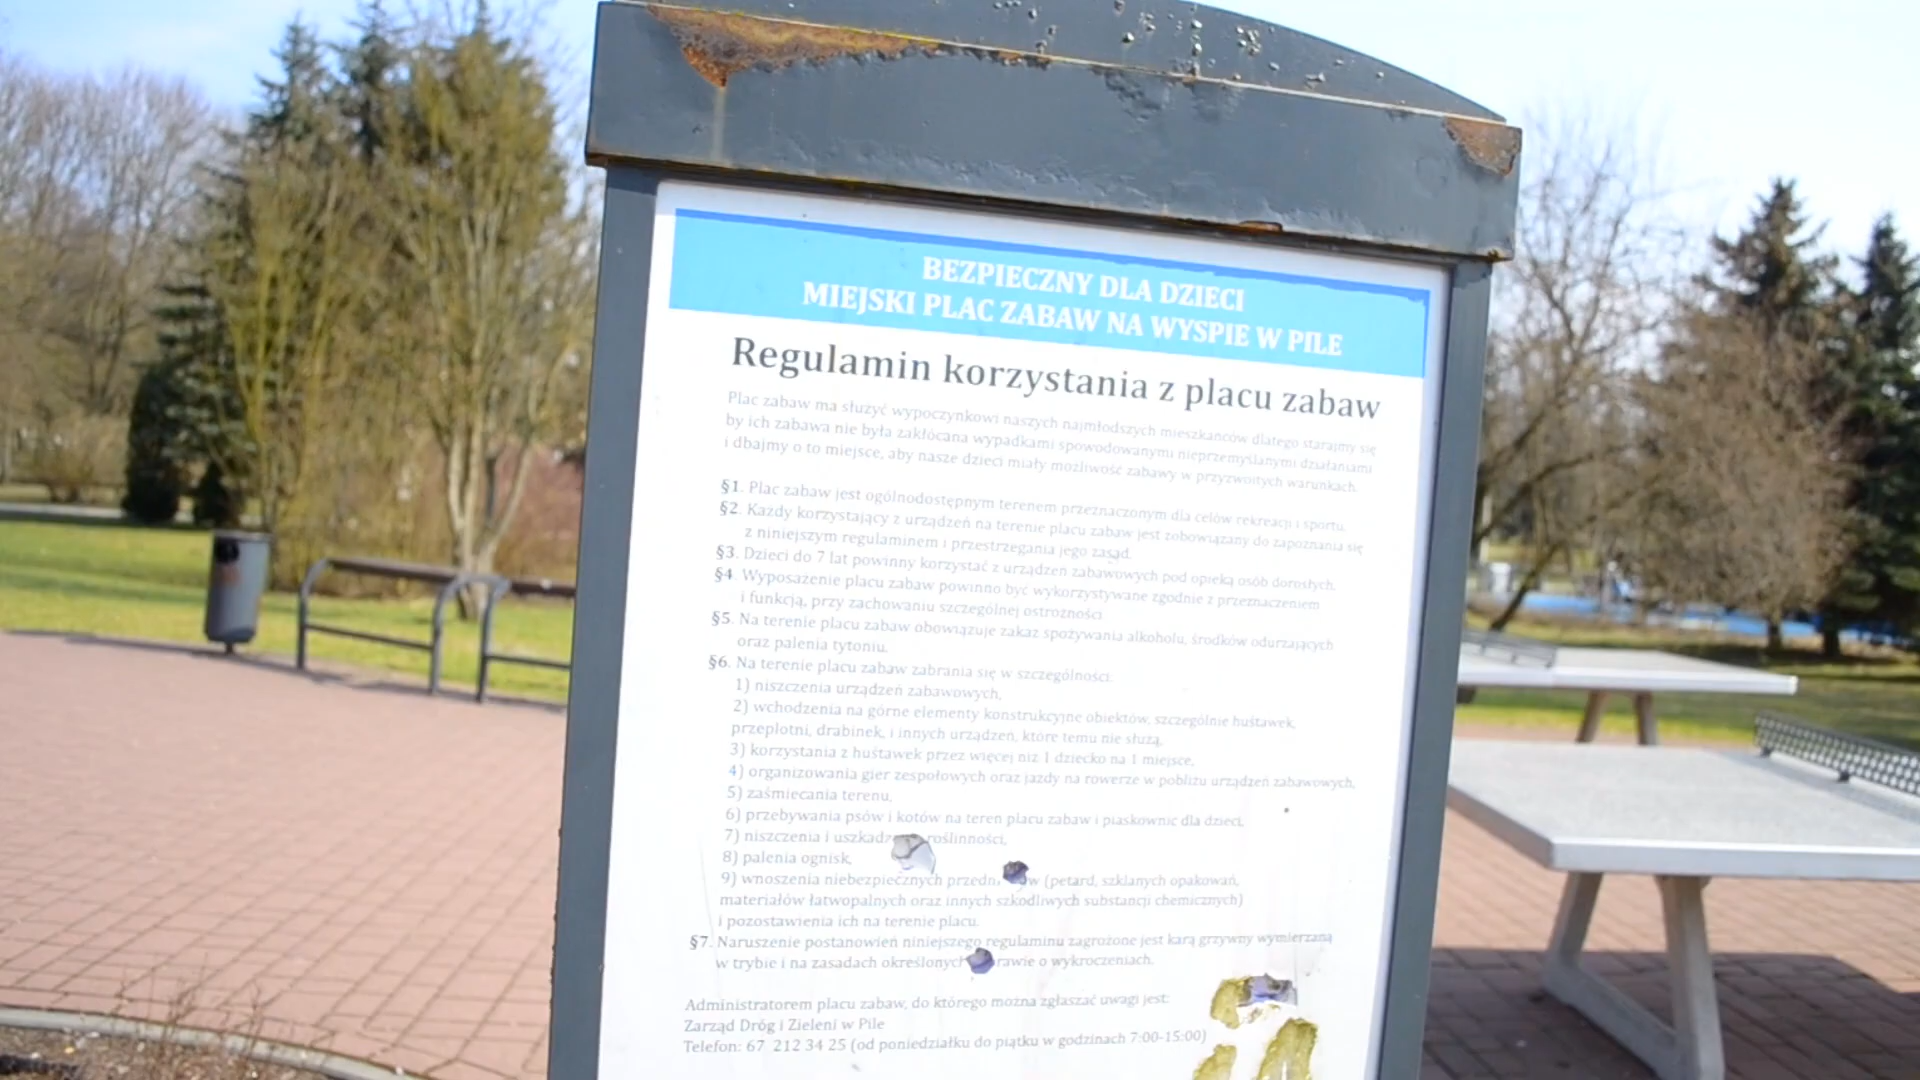 BEZPIECZNY DLA DZIECI
MIEJSKI PLAC ZABAW NA WYSPIE W PILE
Regulamin korzystania z placu zabaw
Plac zabaw ma służyć wypoczynkowi naszych najmłodszych mieszkańców dlatego starajmy się
by ich zabawa nie była zakłócana wypadkami spowodowanymi nieprzemyślanymi działaniami
i dbajmy o to miejsce, aby nasze dzieci miały możliwość zabawy w przyzwoitych warunkach.
§1. Plac zabaw jest ogólnodostępnym terenem przeznaczonym dla celów rekreacji i sportu.
§2. Każdy korzystający z urządzeń na terenie placu zabaw jest zobowiązany do zapoznania się
z niniejszym regulaminem i przestrzegania jego zasad.
§3. Dzieci do 7 lat powinny korzystać z urządzeń zabawowych pod opieką osób dorosłych.
§4. Wyposażenie placu zabaw powinno być wykorzystywane zgodnie z przeznaczeniem
i funkcją, przy zachowaniu szczególnej ostrożności
§5. Na terenie placu zabaw obowiązuje zakaz spożywania alkoholu, środków odurzających
oraz palenia tytoniu.
§6. Na terenie placu zabaw zabrania się w szczególności:
1) niszczenia urządzeń zabawowych,
2) wchodzenia na górne elementy konstrukcyjne obiektów, szczególnie huśtawek,
przeplotni, drabinek, i innych urządzeń, które temu nie służą,
3) korzystania z huśtawek przez więcej niż 1 dziecko na 1 miejsce,
4) organizowania gier zespołowych oraz jazdy na rowerze w pobliżu urządzeń zabawowych,
5) zaśmiecania terenu,
6) przebywania psów i kotów na teren placu zabaw i piaskownic dla dzieci,
7) niszczenia i uszkadz roślinności,
8) palenia ognisk,
9) wnoszenia niebezpiecznych przedm w (petard, szklanych opakowań,
materiałów łatwopalnych oraz innych szkodliwych substancji chemicznych)
i pozostawienia ich na terenie placu.
§7. Naruszenie postanowień niniejszego regulaminu zagrożone jest karą grzywny wymierzaną
w trybie i na zasadach określonych rawie o wykroczeniach.
Administratorem placu zabaw, do którego można zgłaszać uwagi jest:
Zarząd Dróg i Zieleni w Pile
Telefon: 67 212 34 25 (od poniedziałku do piątku w godzinach 7:00-15:00)